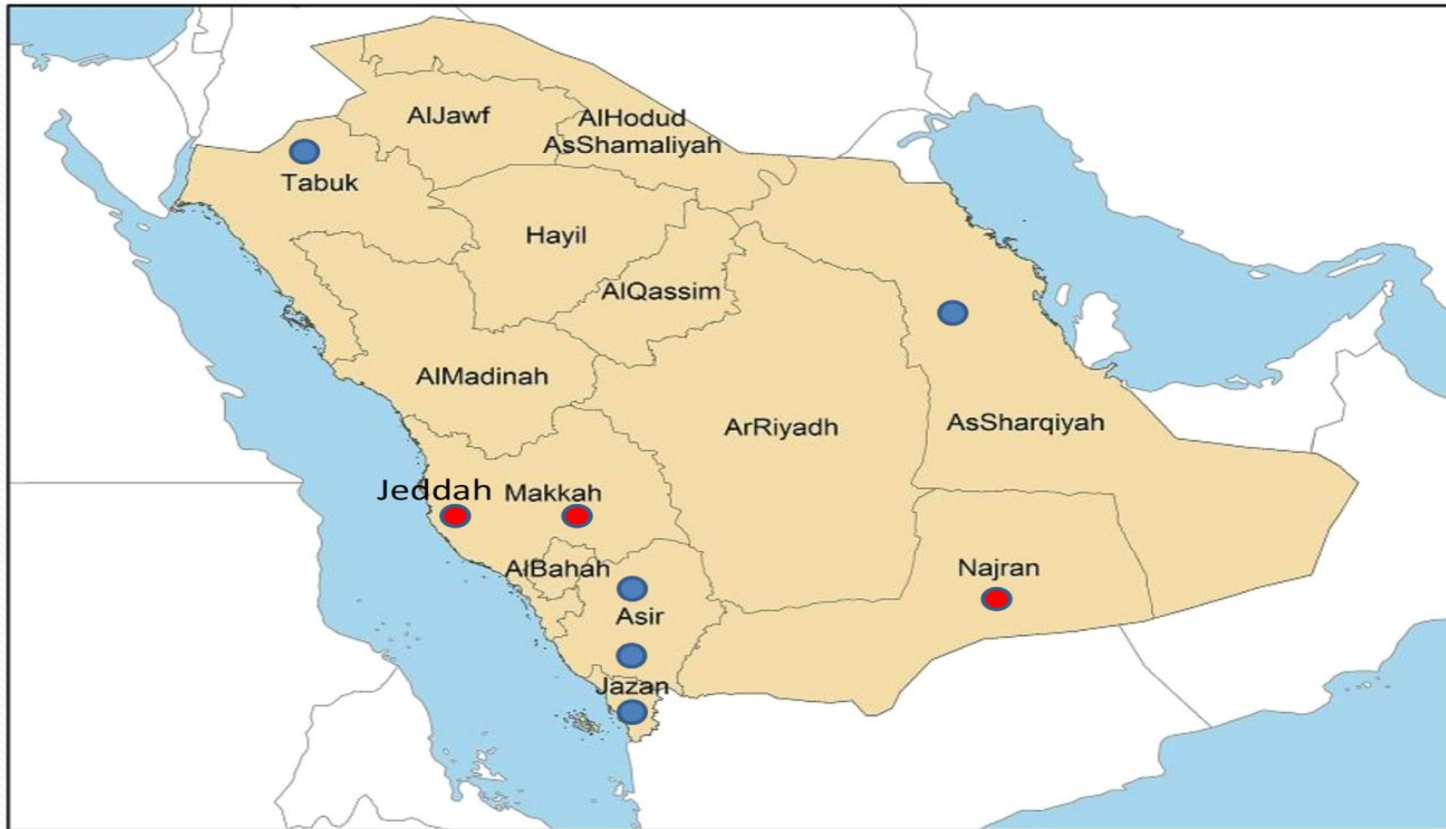 AlJawf
AlHodud
AsShamaliyah
Tabuk
Hayil
AlQassim
AlMadinah
ArRiyadh
AsSharqiyah
Jeddah
Makkah
AlBahah
Najran
Asir
Jazan